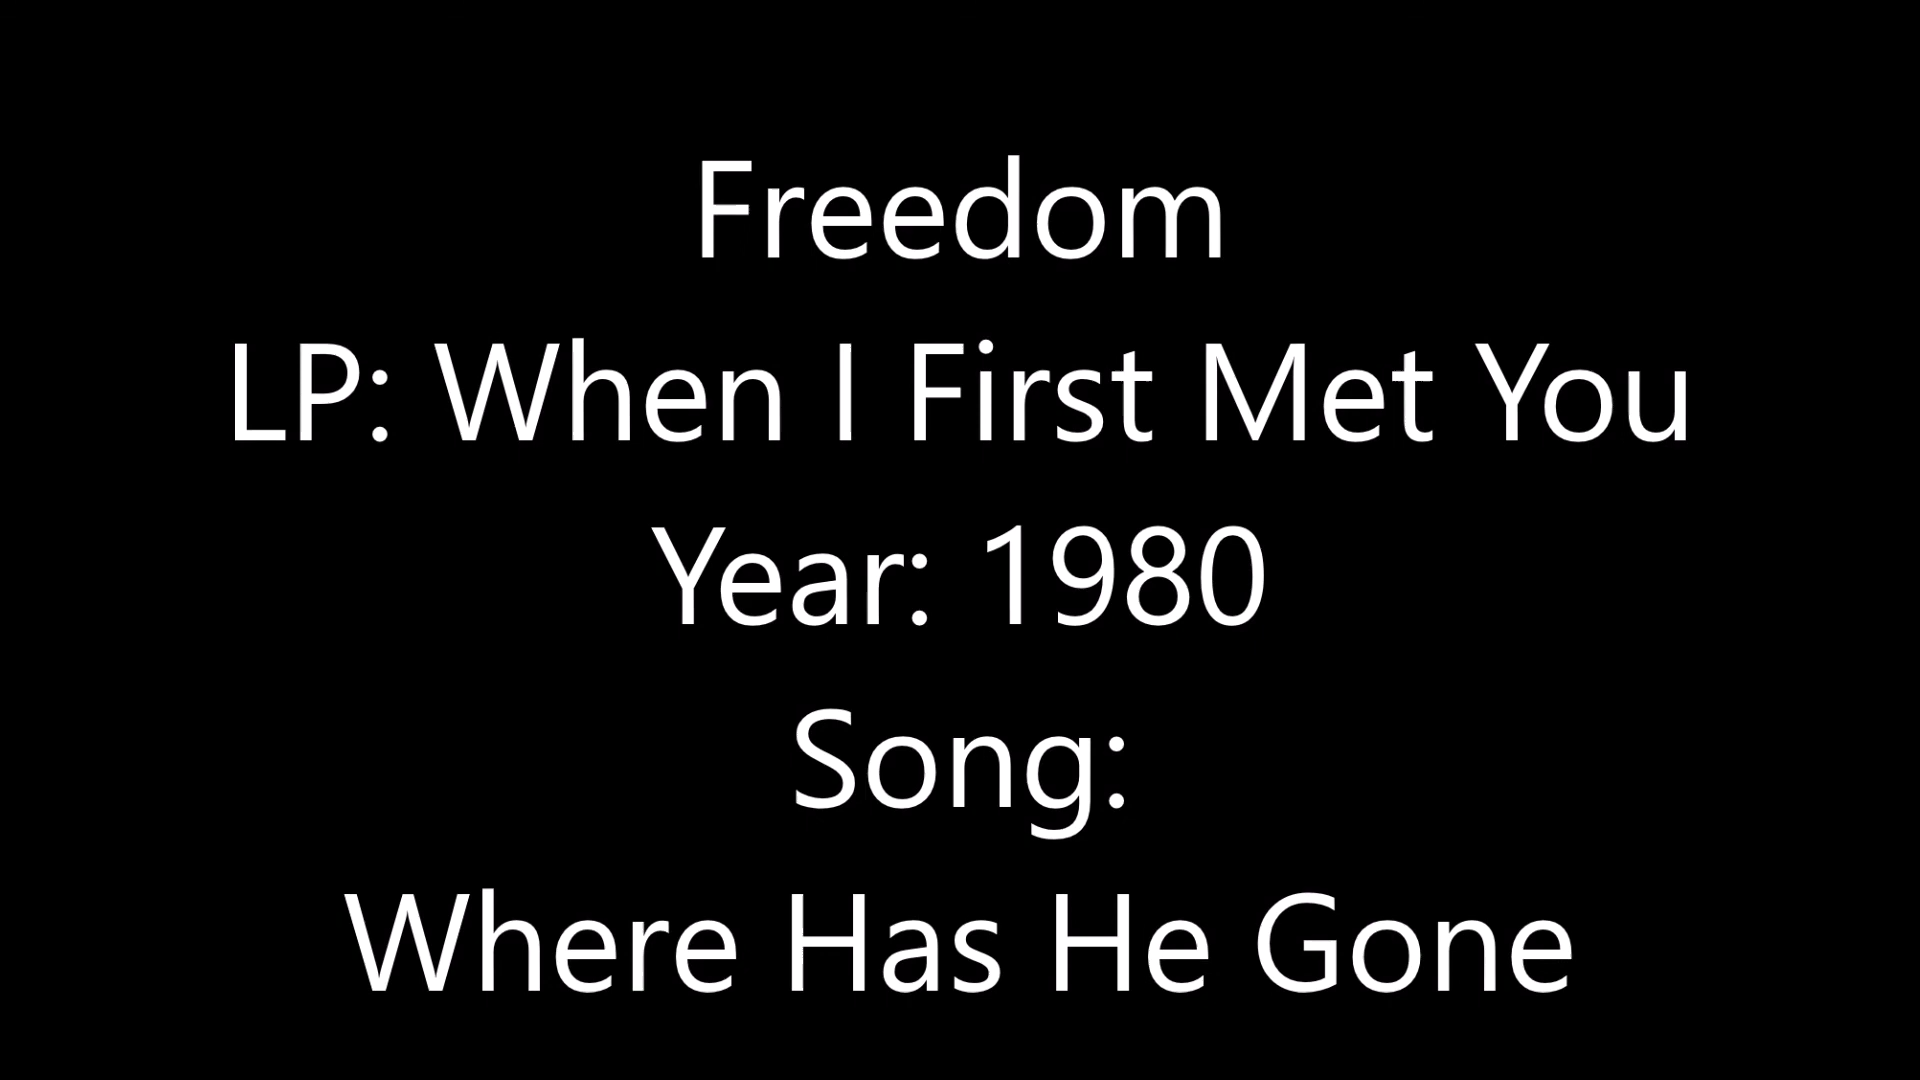 Freedom
LP: When I First Met You
Year: 1980
Song:
Where Has He Gone